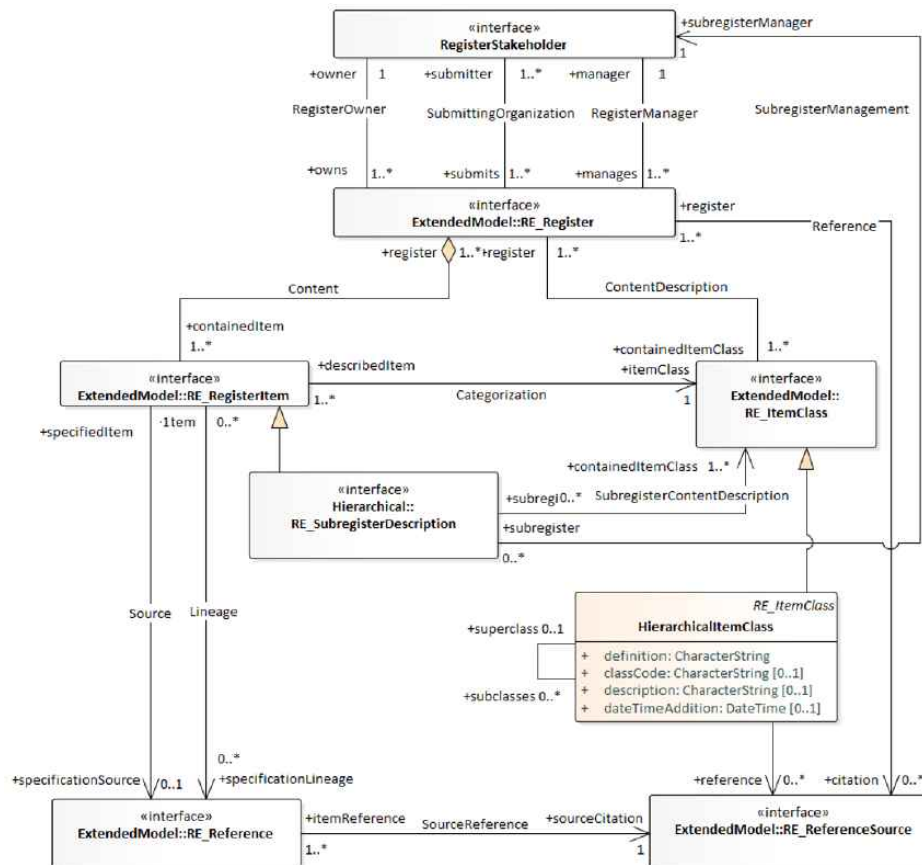 «interface»
RegisterStakeholder
+subregisterManager
1
+owner 1 +submitter 1..* +manager 1
RegisterOwner SubmittingOrganization RegisterManager SubregisterManagement
+owns 1..* +submits 1..* +manages 1..*
«interface»
ExtendedModel::RE_Register
+register
1..*
Reference
+register 1..* +register 1..*
Content
ContentDescription
+containedItem
1..*
+containedItemClass 1..*
«interface»
ExtendedModel::RE_RegisterItem
+describedItem
1..*
Categorization
+itemClass
1
«interface»
ExtendedModel::
RE_ItemClass
+specifiedItem ·1tem 0..*
+containedItemClass 1..*
«interface»
Hierarchical::
RE_SubregisterDescription
+subregi 0..* SubregisterContentDescription
+subregister
0..*
Source Lineage
RE_ItemClass
HierarchicalItemClass
+ definition: CharacterString
+ classCode: CharacterString [0..1]
+ description: CharacterString [0..1]
+ dateTimeAddition: DateTime [0..1]
+superclass 0..1
+subclasses 0..*
0..*
+specificationSource 0..1 +specificationLineage
+reference 0..* +citation 0..*
«interface»
ExtendedModel::RE_Reference
+itemReference SourceReference +sourceCitation
1..* 1
«interface»
ExtendedModel::RE_ReferenceSource